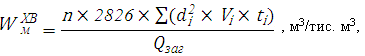 W_м^ХВ = n × 2826 × Σ(d_i^2 × V_i × t_i) / Q_заг , м³/тис. м³,